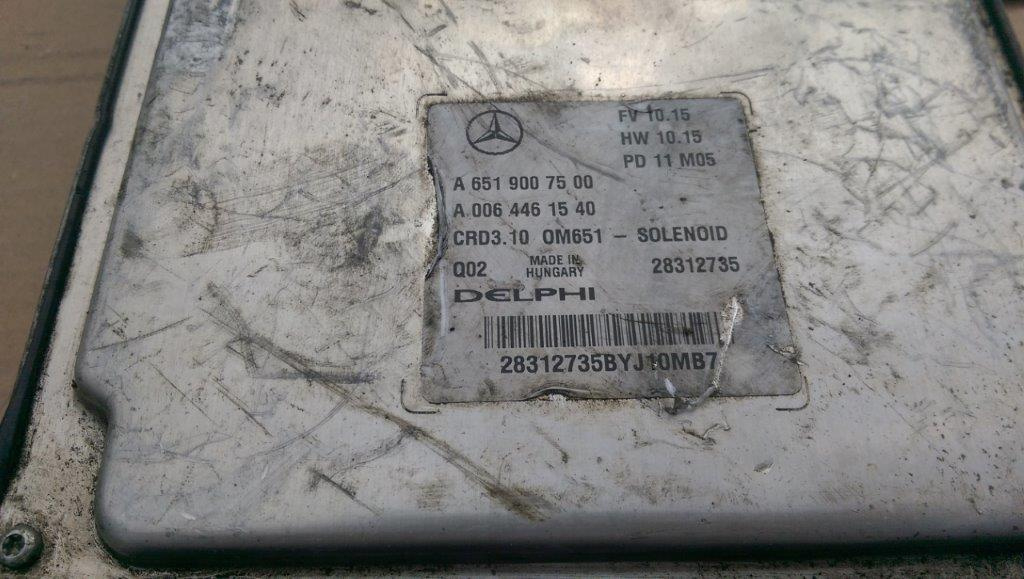 FV 10.15
HW 10.15
PD 11 M05
A 651 900 75 00
A 006 446 15 40
CRD3.10 OM651 – SOLENOID
Q02 MADE IN HUNGARY 28312735
DELPHI
28312735BYJ10MB7